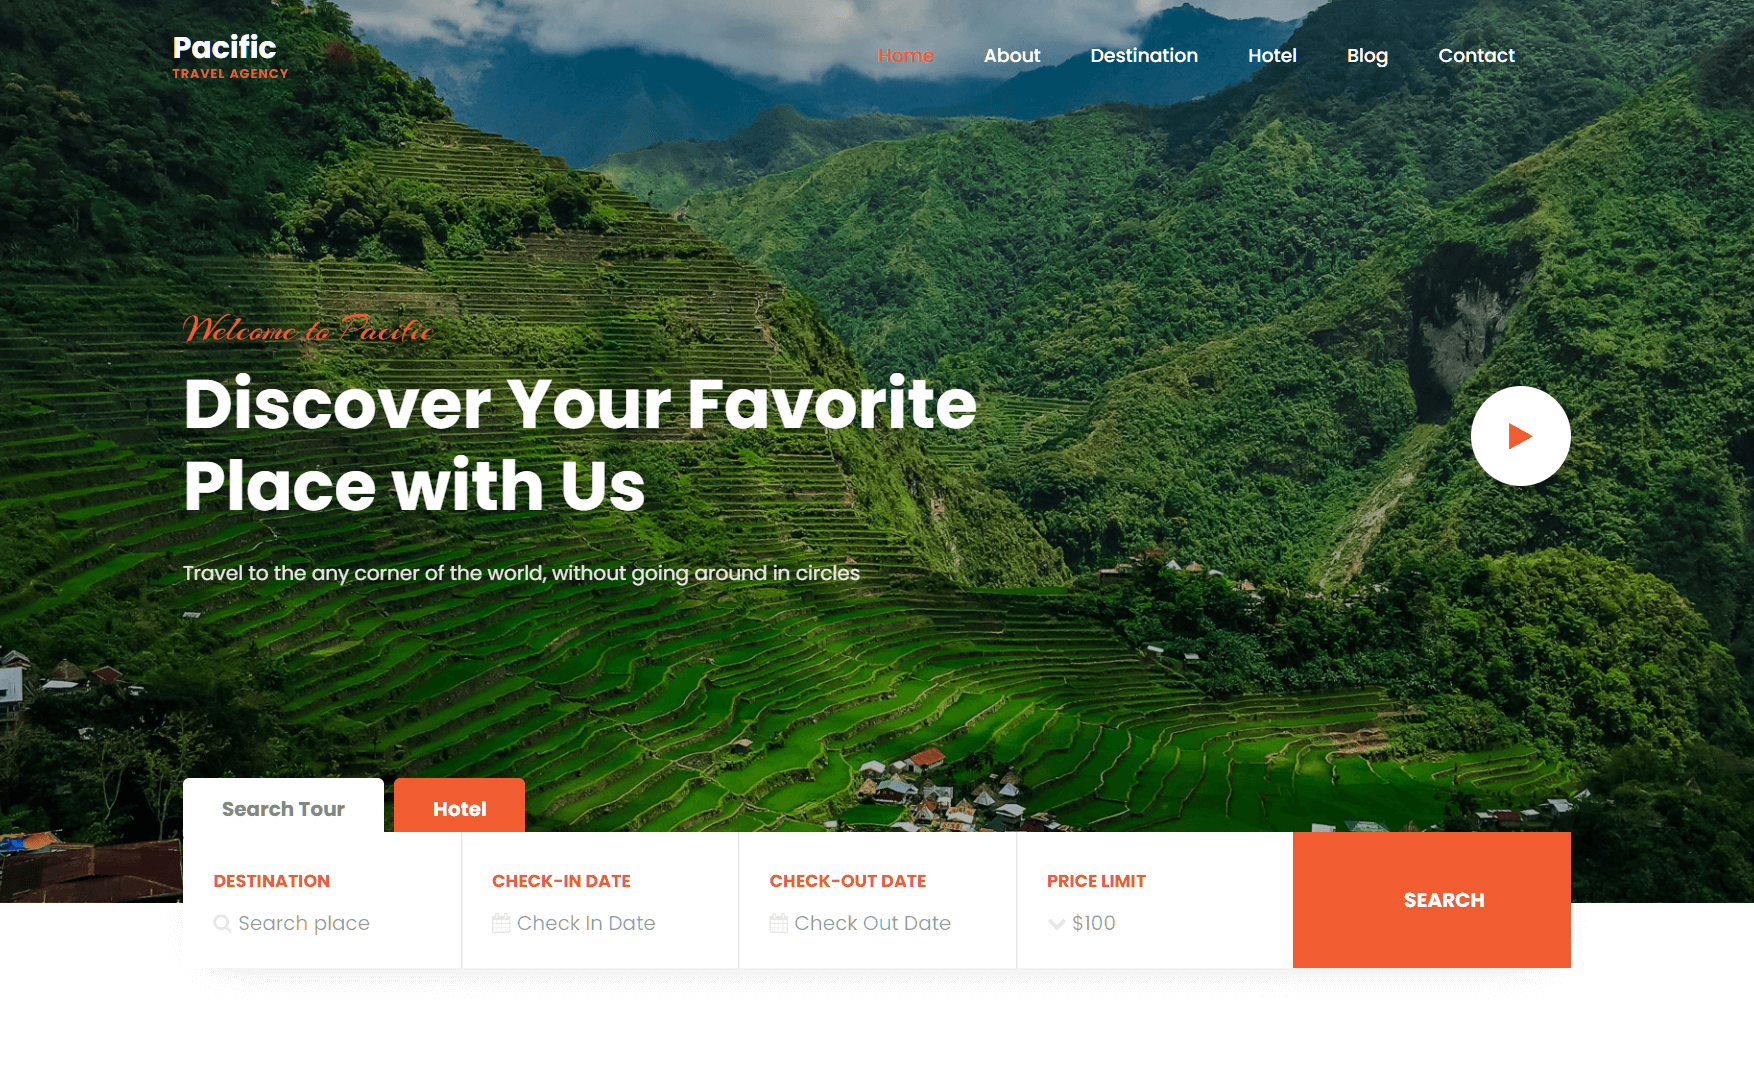 Pacific
TRAVEL AGENCY
Home About Destination Hotel Blog Contact
Welcome to Pacific
Discover Your Favorite
Place with Us
Travel to the any corner of the world, without going around in circles
Search Tour Hotel
DESTINATION CHECK-IN DATE CHECK-OUT DATE PRICE LIMIT
Search place Check In Date Check Out Date $100
SEARCH